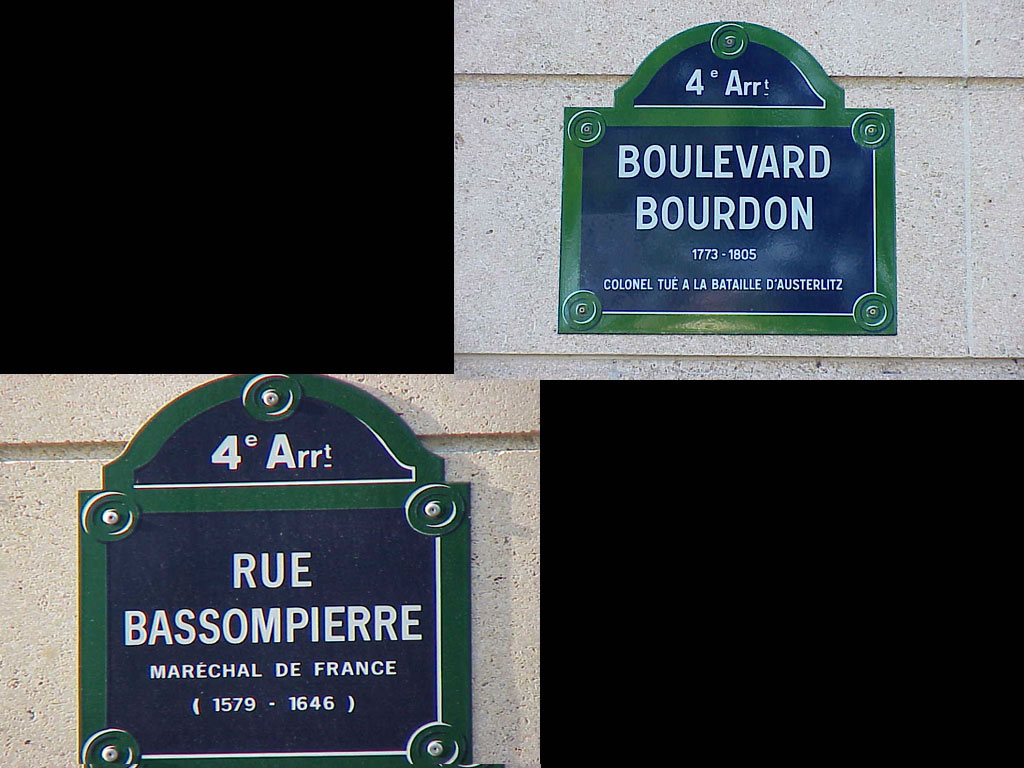 4e Arrt
BOULEVARD
BOURDON
1773 - 1805
COLONEL TUÉ A LA BATAILLE D'AUSTERLITZ
4e Arrt
RUE
BASSOMPIERRE
MARÉCHAL DE FRANCE
( 1579 - 1646 )